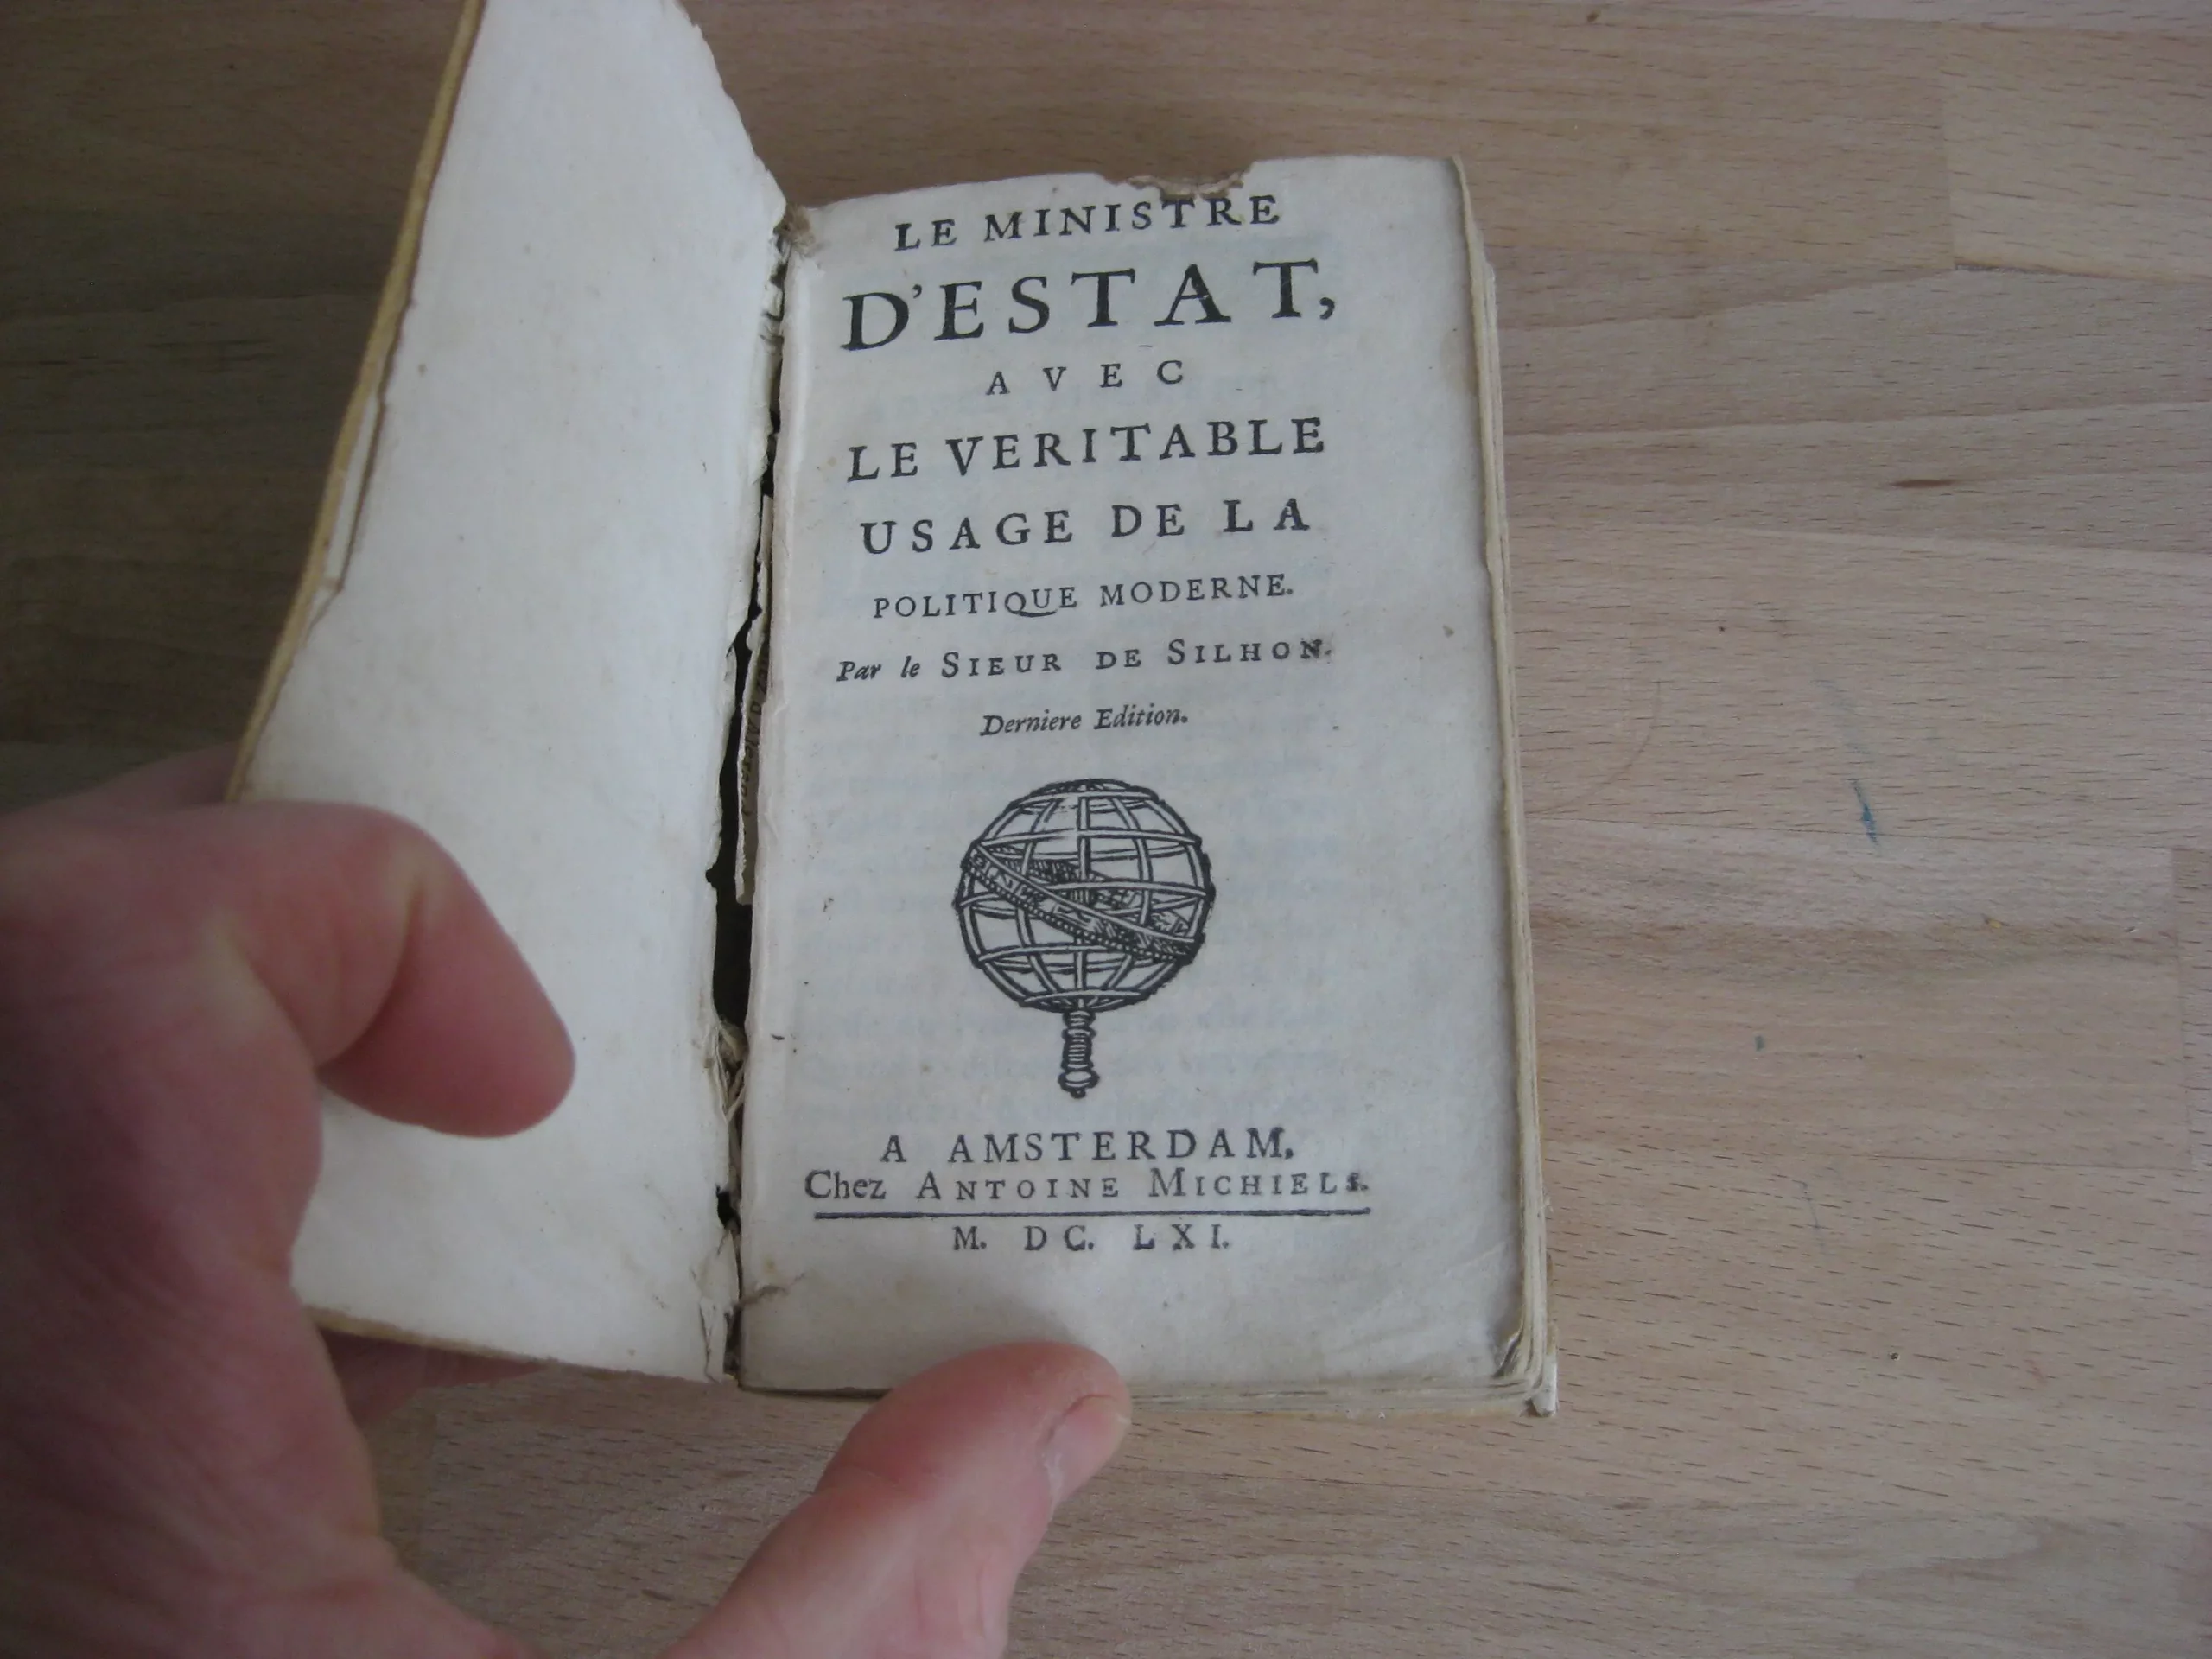 LE MINISTRE
D'ESTAT,
AVEC
LE VERITABLE
USAGE DE LA
POLITIQUE MODERNE.
Par le SIEUR DE SILHON.
Derniere Edition.
A AMSTERDAM,
Chez ANTOINE MICHIELS.
M. DC. LXI.